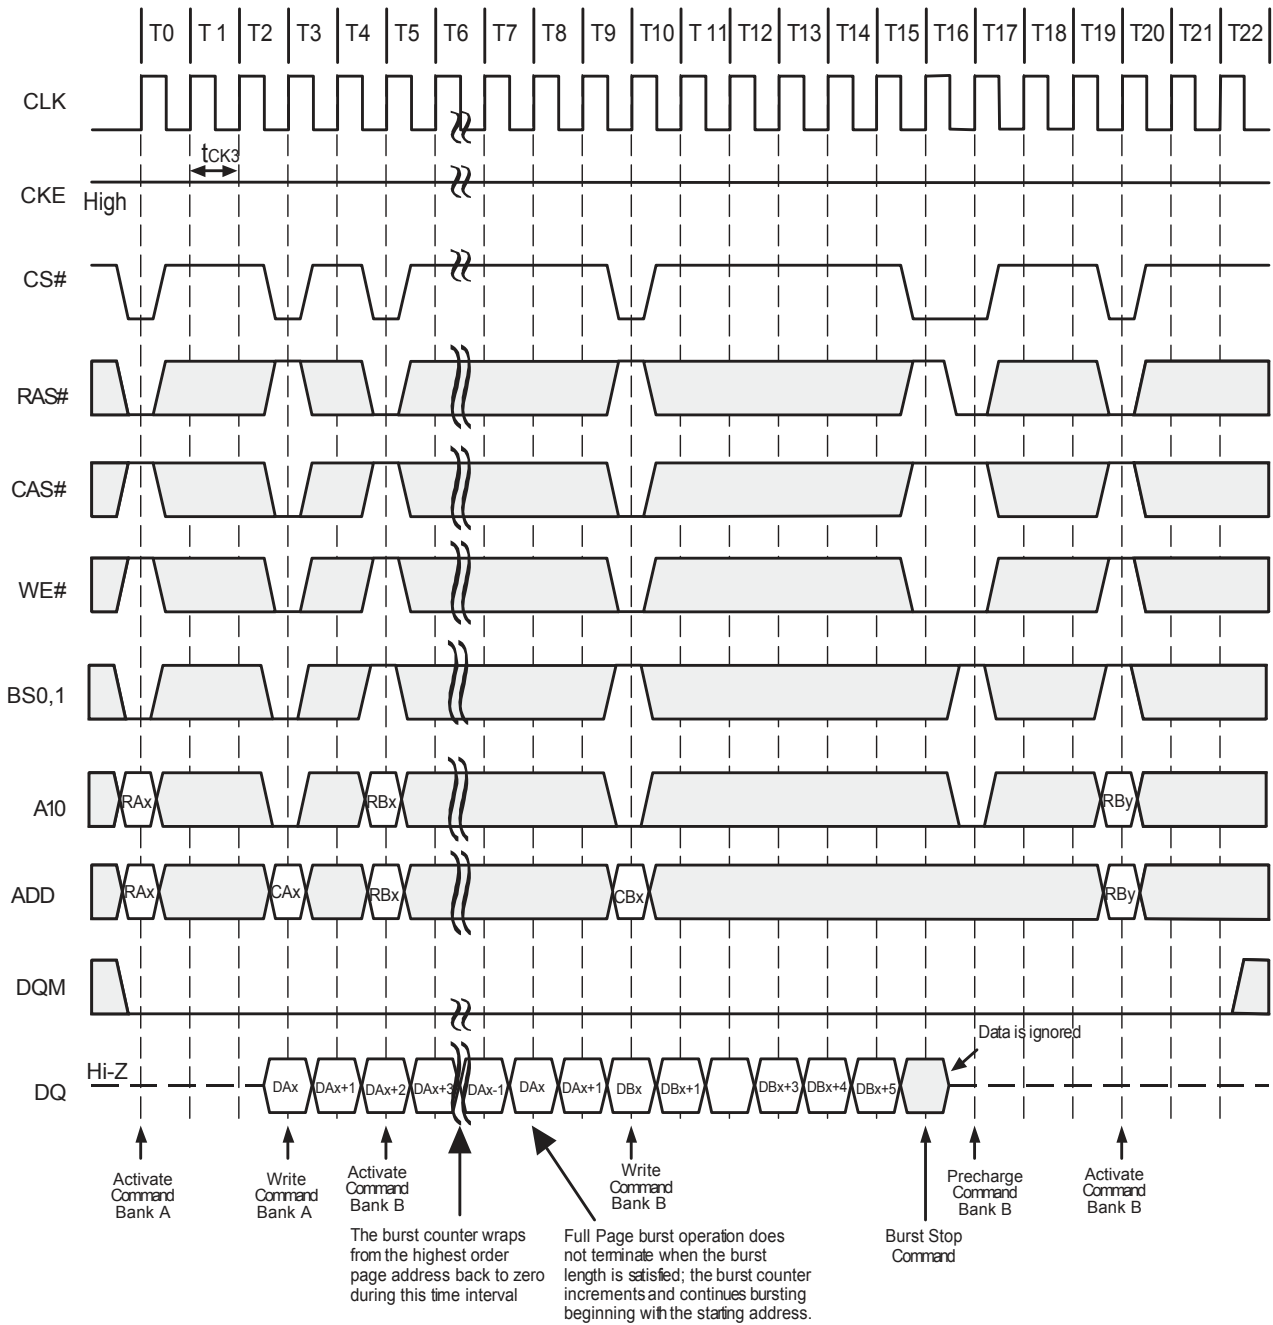 T0 T 1 T2 T3 T4 T5 T6 T7 T8 T9 T10 T 11 T12 T13 T14 T15 T16 T17 T18 T19 T20 T21 T22
CLK
tCK3
CKE High
CS#
RAS#
CAS#
WE#
BS0,1
A10 RAx RBx RBy
ADD RAx CAx RBx CBx RBy
DQM
Data is ignored
Hi-Z
DQ DAx DAx+1 DAx+2 DAx+3 DAx-1 DAx DAx+1 DBx DBx+1 DBx+3 DBx+4 DBx+5
Activate
Command
Bank A
Write
Command
Bank A
Activate
Command
Bank B
The burst counter wraps
from the highest order
page address back to zero
during this time interval
Full Page burst operation does
not terminate when the burst
length is satisfied; the burst counter
increments and continues bursting
beginning with the starting address.
Write
Command
Bank B
Burst Stop
Command
Precharge
Command
Bank B
Activate
Command
Bank B